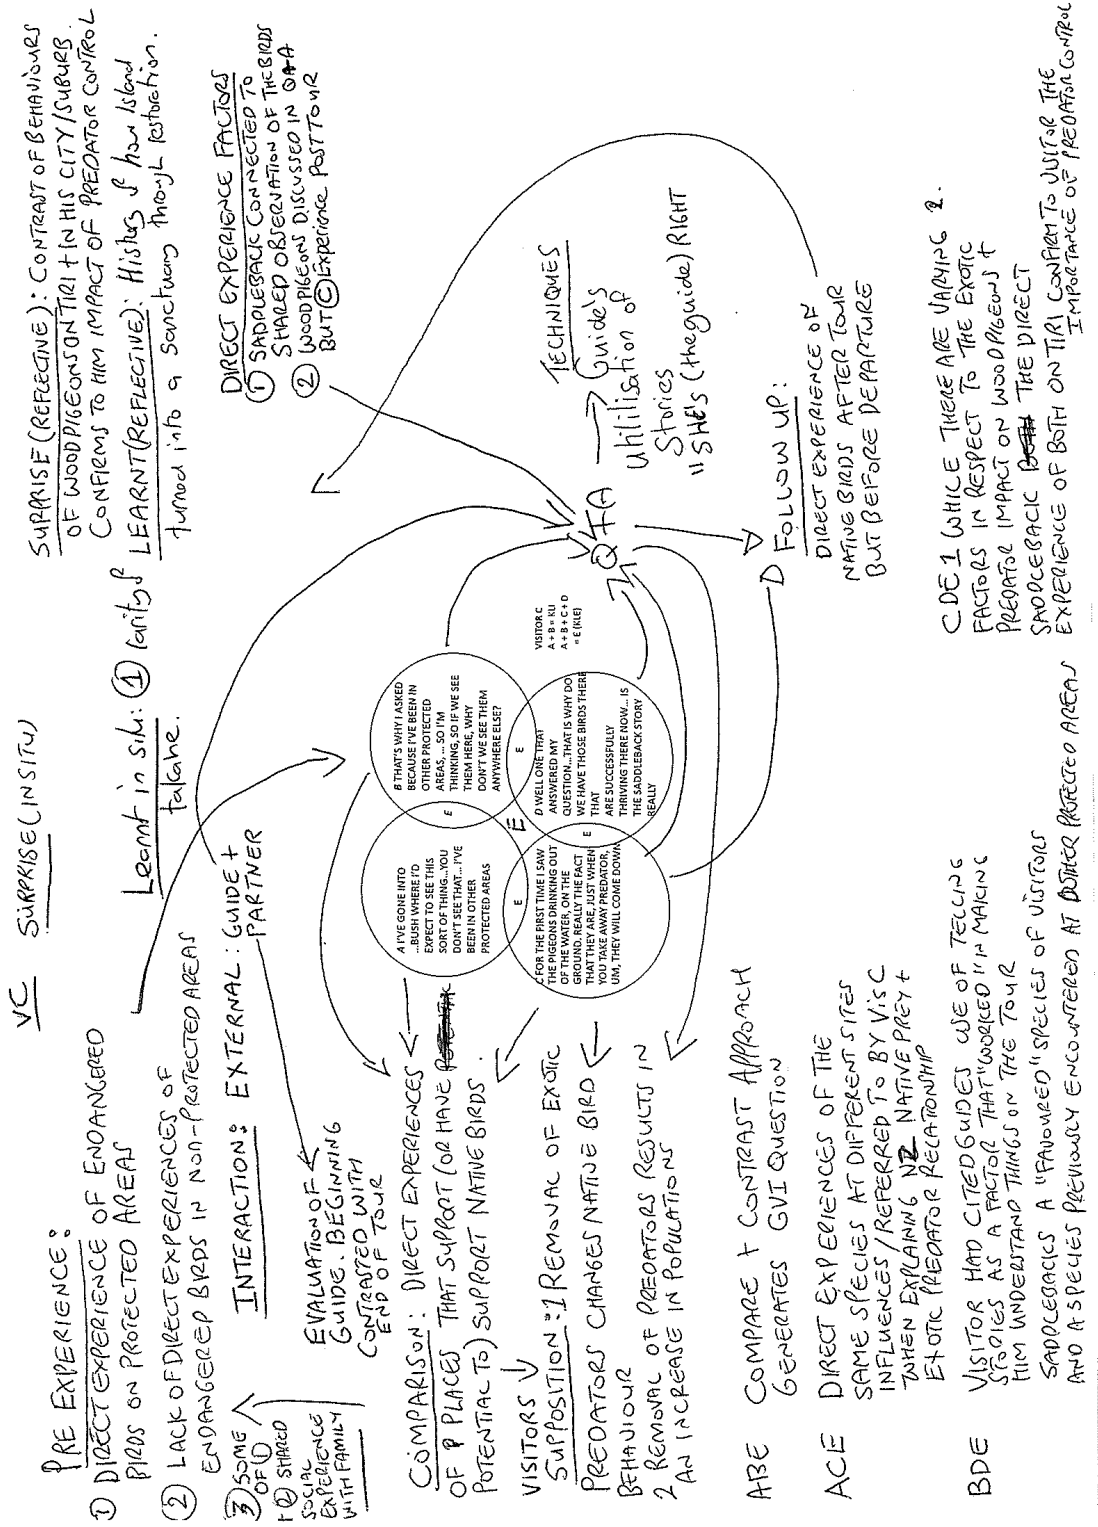 VC
SURPRISE (INSITU)
SURPRISE (REFLECTIVE): CONTRAST OF BEHAVIOURS
OF WOODPIGEONS ON TIRI + IN HIS CITY/SUBURB.
CONFIRMS TO HIM IMPACT OF PREDATOR CONTROL
Learnt in situ: ① rarity of
takahe.
LEARNT (REFLECTIVE): History of how Island
turned into a sanctuary through restoration.
PRE EXPERIENCE:
① DIRECT EXPERIENCE OF ENDANGERED
BIRDS ON PROTECTED AREAS
② LACK OF DIRECT EXPERIENCES OF
ENDANGERED BIRDS IN NON-PROTECTED AREAS
③ SOME
OF ①
+ ② SHARED
SOCIAL
EXPERIENCE
WITH FAMILY
INTERACTION: EXTERNAL: GUIDE +
PARTNER
EVALUATION OF
GUIDE. BEGINNING
CONTRASTED WITH
END OF TOUR
DIRECT EXPERIENCE FACTORS
① SADDLEBACK CONNECTED TO
SHARED OBSERVATION OF THE BIRDS
② WOODPIGEONS DISCUSSED IN Q+A
BUT Ⓒ Experience POST TOUR
COMPARISON: DIRECT EXPERIENCES
OF P PLACES THAT SUPPORT (OR HAVE
POTENTIAL TO) SUPPORT NATIVE BIRDS.
VISITORS ↓
SUPPOSITION: 1 REMOVAL OF EXOTIC
PREDATORS CHANGES NATIVE BIRD
BEHAVIOUR
2 REMOVAL OF PREDATORS RESULTS IN
AN INCREASE IN POPULATIONS
A I'VE GONE INTO
...BUSH WHERE I'D
EXPECT TO SEE THIS
SORT OF THING...YOU
DON'T SEE THAT... I'VE
BEEN IN OTHER
PROTECTED AREAS
B THAT'S WHY I ASKED
BECAUSE I'VE BEEN IN
OTHER PROTECTED
AREAS, ... SO I'M
THINKING, SO IF WE SEE
THEM HERE, WHY
DON'T WE SEE THEM
ANYWHERE ELSE?
E
E
E
E
E
C FOR THE FIRST TIME I SAW
THE PIGEONS DRINKING OUT
OF THE WATER, ON THE
GROUND. REALLY THE FACT
THAT THEY ARE, JUST WHEN
YOU TAKE AWAY PREDATOR,
UM, THEY WILL COME DOWN
D WELL ONE THAT
ANSWERED MY
QUESTION...THAT IS WHY DO
WE HAVE THOSE BIRDS THERE
THAT
ARE SUCCESSFULLY
THRIVING THERE NOW... IS
THE SADDLEBACK STORY
REALLY
VISITOR C
A + B = KU
A + B + C + D
= E (KLE)
Q+A
TECHNIQUES
Guide's
Utilisation of
Stories
"SHE'S (the guide) RIGHT
D FOLLOW UP:
DIRECT EXPERIENCE OF
NATIVE BIRDS AFTER TOUR
BUT BEFORE DEPARTURE
ABE COMPARE + CONTRAST APPROACH
GENERATES GVI QUESTION
ACE DIRECT EXPERIENCES OF THE
SAME SPECIES AT DIFFERENT SITES
INFLUENCES/REFERRED TO BY VIS C
WHEN EXPLAINING NZ NATIVE PREY +
EXOTIC PREDATOR RELATIONSHIP
BDE VISITOR HAD CITED GUIDES USE OF TELLING
STORIES AS A FACTOR THAT "WORKED" IN MAKING
HIM UNDERTAND THINGS ON THE TOUR
SADDLEBACKS A "FAVOURED" SPECIES OF VISITORS
AND A SPECIES PREVIOUSLY ENCOUNTERED AT OTHER PROTECTED AREAS
CDE 1 WHILE THERE ARE VARYING
FACTORS IN RESPECT TO THE EXOTIC
PREDATOR IMPACT ON WOODPIGEONS +
SADDLEBACK THE DIRECT
EXPERIENCE OF BOTH ON TIRI CONFIRM TO VISITOR THE
IMPORTANCE OF PREDATOR CONTROL
2.